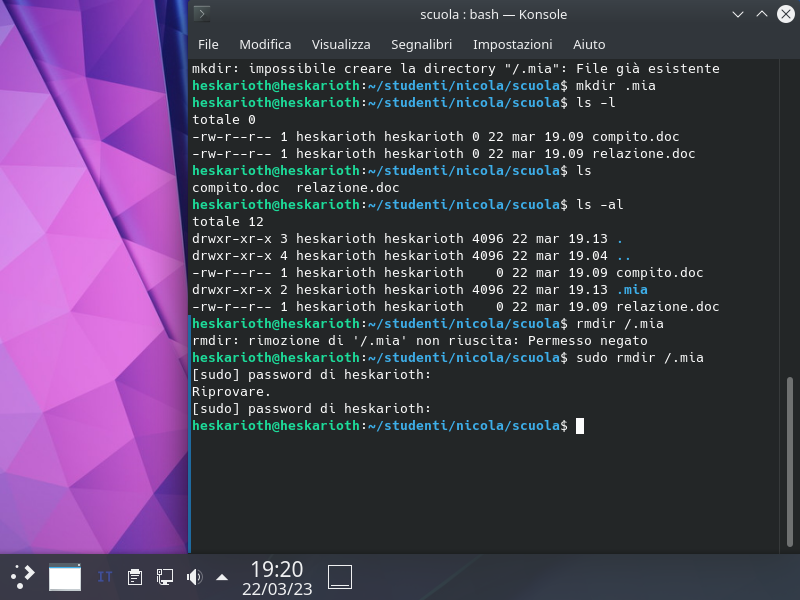 scuola : bash — Konsole
File Modifica Visualizza Segnalibri Impostazioni Aiuto
mkdir: impossibile creare la directory "/.mia": File già esistente
heskarioth@heskarioth:~/studenti/nicola/scuola$ mkdir .mia
heskarioth@heskarioth:~/studenti/nicola/scuola$ ls -l
totale 0
-rw-r--r-- 1 heskarioth heskarioth 0 22 mar 19.09 compito.doc
-rw-r--r-- 1 heskarioth heskarioth 0 22 mar 19.09 relazione.doc
heskarioth@heskarioth:~/studenti/nicola/scuola$ ls
compito.doc  relazione.doc
heskarioth@heskarioth:~/studenti/nicola/scuola$ ls -al
totale 12
drwxr-xr-x 3 heskarioth heskarioth 4096 22 mar 19.13 .
drwxr-xr-x 4 heskarioth heskarioth 4096 22 mar 19.04 ..
-rw-r--r-- 1 heskarioth heskarioth    0 22 mar 19.09 compito.doc
drwxr-xr-x 2 heskarioth heskarioth 4096 22 mar 19.13 .mia
-rw-r--r-- 1 heskarioth heskarioth    0 22 mar 19.09 relazione.doc
heskarioth@heskarioth:~/studenti/nicola/scuola$ rmdir /.mia
rmdir: rimozione di '/.mia' non riuscita: Permesso negato
heskarioth@heskarioth:~/studenti/nicola/scuola$ sudo rmdir /.mia
[sudo] password di heskarioth:
Riprovare.
[sudo] password di heskarioth:
heskarioth@heskarioth:~/studenti/nicola/scuola$
IT
19:20
22/03/23